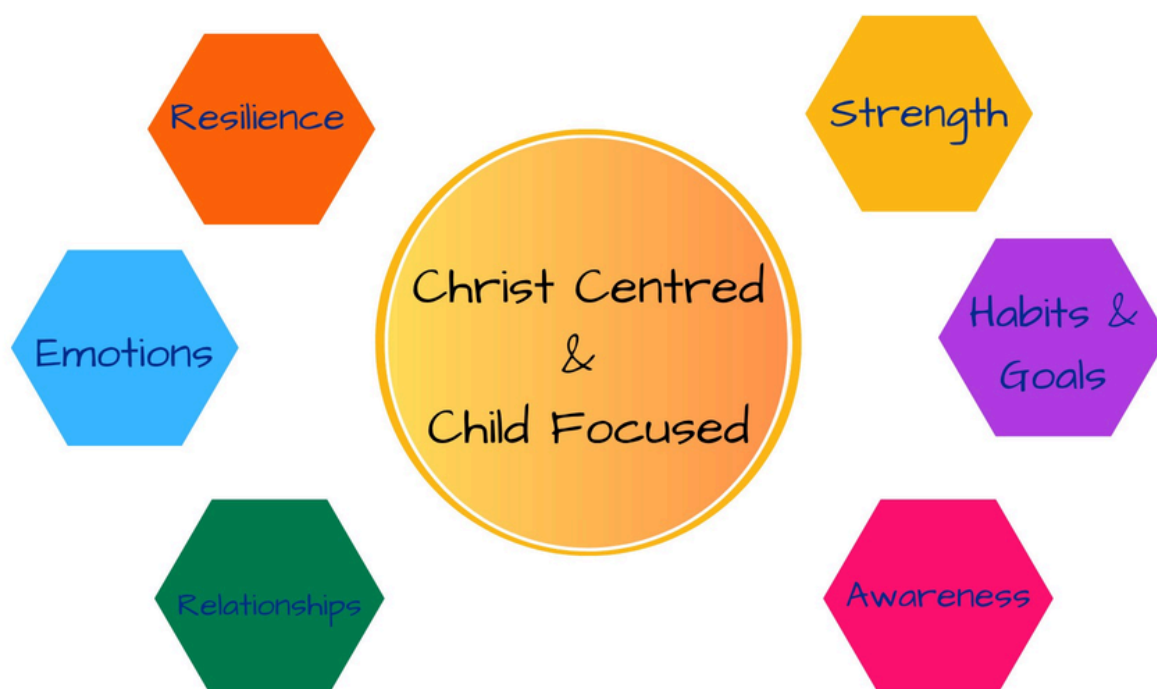 Resilience
Strength
Christ Centred
&
Child Focused
Emotions
Habits &
Goals
Relationships
Awareness